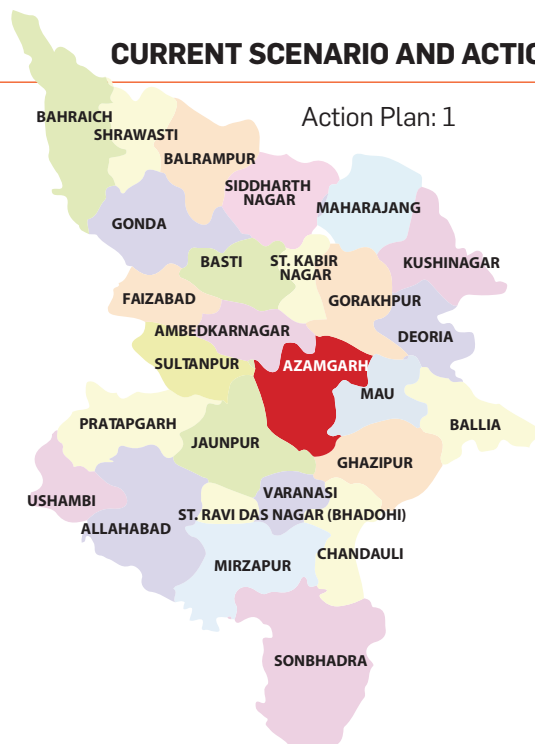 CURRENT SCENARIO AND ACTIO
Action Plan: 1
BAHRAICH
SHRAWASTI
BALRAMPUR
SIDDHARTH
NAGAR
MAHARAJANG
GONDA
BASTI
ST. KABIR
NAGAR
KUSHINAGAR
FAIZABAD
GORAKHPUR
AMBEDKARNAGAR
DEORIA
SULTANPUR
AZAMGARH
MAU
PRATAPGARH
BALLIA
JAUNPUR
GHAZIPUR
USHAMBI
VARANASI
ST. RAVI DAS NAGAR (BHADOHI)
ALLAHABAD
CHANDAULI
MIRZAPUR
SONBHADRA